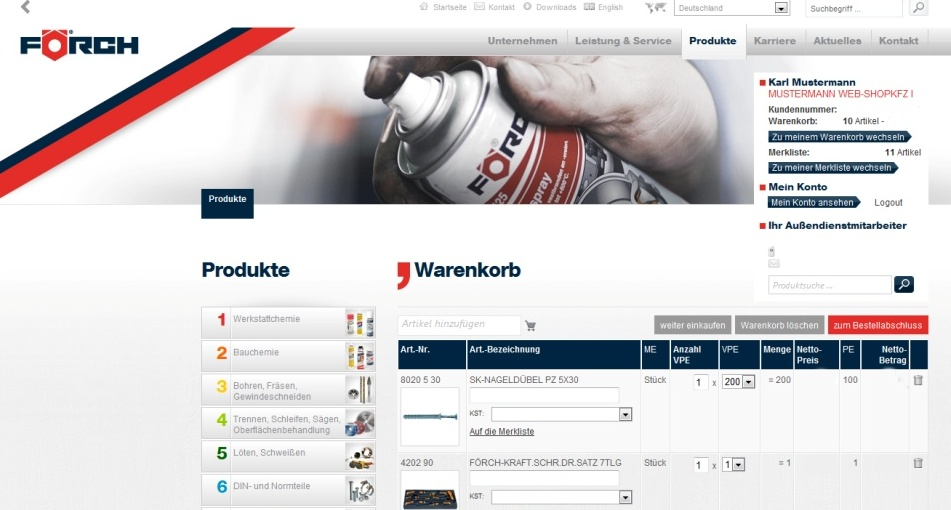 Startseite Kontakt Downloads English Deutschland Suchbegriff ...
FÖRCH
Unternehmen Leistung & Service Produkte Karriere Aktuelles Kontakt
Karl Mustermann
MUSTERMANN WEB-SHOPKFZ I
Kundennummer:
Warenkorb: 10 Artikel -
Zu meinem Warenkorb wechseln
Merkliste: 11 Artikel
Zu meiner Merkliste wechseln
Mein Konto
Mein Konto ansehen Logout
Ihr Außendienstmitarbeiter
Produktsuche ...
FÖRCH
spray
Produkte
Produkte
1 Werkstattchemie
2 Bauchemie
3 Bohren, Fräsen,
Gewindeschneiden
4 Trennen, Schleifen, Sägen,
Oberflächenbehandlung
5 Löten, Schweißen
6 DIN- und Normteile
Warenkorb
Artikel hinzufügen weiter einkaufen Warenkorb löschen zum Bestellabschluss
Art.-Nr. Art.-Bezeichnung ME Anzahl VPE Menge Netto- PE Netto-
VPE Preis Betrag
8020 5 30 SK-NAGELDÜBEL PZ 5X30 Stück 1 x 200 = 200 100
KST:
Auf die Merkliste
4202 90 FÖRCH-KRAFT.SCHR.DR.SATZ 7TLG Stück 1 x 1 = 1 1
KST: